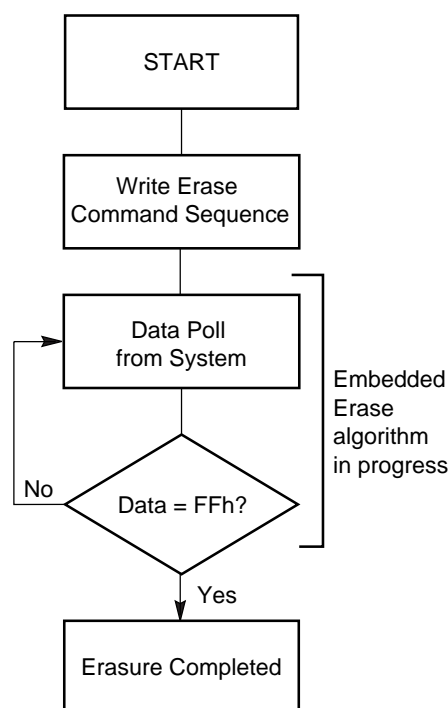 START
Write Erase
Command Sequence
Data Poll
from System
Embedded
Erase
algorithm
in progress
No
Data = FFh?
Yes
Erasure Completed